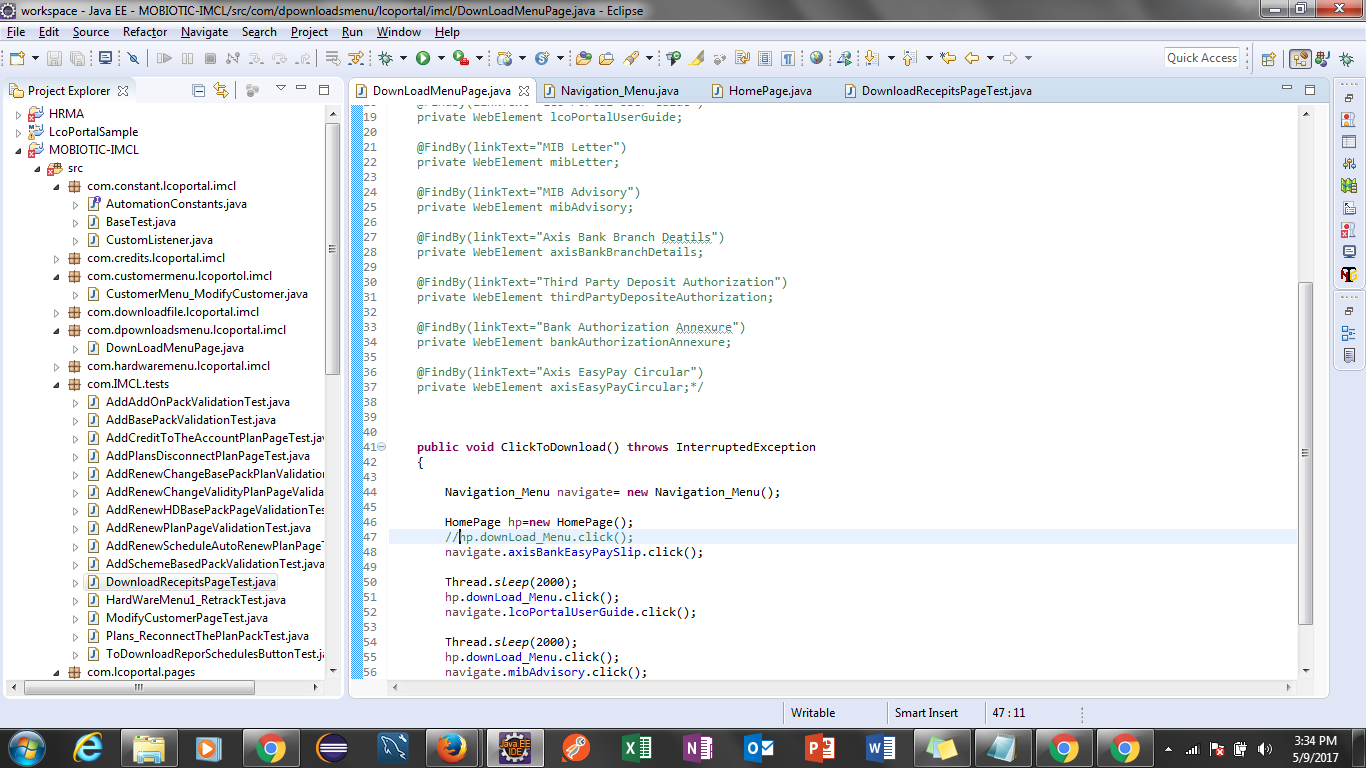 workspace - Java EE - MOBIOTIC-IMCL/src/com/dpownloadsmenu/lcoportal/imcl/DownLoadMenuPage.java - Eclipse
File Edit Source Refactor Navigate Search Project Run Window Help
Quick Access
Project Explorer
DownLoadMenuPage.java Navigation_Menu.java HomePage.java DownloadRecepitsPageTest.java
HRMA
LcoPortalSample
MOBIOTIC-IMCL
src
com.constant.lcoportal.imcl
AutomationConstants.java
BaseTest.java
CustomListener.java
com.credits.lcoportal.imcl
com.customermenu.lcoportol.imcl
CustomerMenu_ModifyCustomer.java
com.downloadfile.lcoportal.imcl
com.dpownloadsmenu.lcoportal.imcl
DownLoadMenuPage.java
com.hardwaremenu.lcoportal.imcl
com.IMCL.tests
AddAddOnPackValidationTest.java
AddBasePackValidationTest.java
AddCreditToTheAccountPlanPageTest.jav
AddPlansDisconnectPlanPageTest.java
AddRenewChangeBasePackPlanValidation
AddRenewChangeValidityPlanPageValida
AddRenewHDBasePackPageValidationTest
AddRenewPlanPageValidationTest.java
AddRenewScheduleAutoRenewPlanPageT
AddSchemeBasedPackValidationTest.java
DownloadRecepitsPageTest.java
HardWareMenu1_RetrackTest.java
ModifyCustomerPageTest.java
Plans_ReconnectThePlanPackTest.java
ToDownloadReporSchedulesButtonTest.ja
com.lcoportal.pages
19 private WebElement lcoPortalUserGuide;
20
21 @FindBy(linkText="MIB Letter")
22 private WebElement mibLetter;
23
24 @FindBy(linkText="MIB Advisory")
25 private WebElement mibAdvisory;
26
27 @FindBy(linkText="Axis Bank Branch Deatils")
28 private WebElement axisBankBranchDetails;
29
30 @FindBy(linkText="Third Party Deposit Authorization")
31 private WebElement thirdPartyDepositeAuthorization;
32
33 @FindBy(linkText="Bank Authorization Annexure")
34 private WebElement bankAuthorizationAnnexure;
35
36 @FindBy(linkText="Axis EasyPay Circular")
37 private WebElement axisEasyPayCircular;*/
38
39
40
41 public void ClickToDownload() throws InterruptedException
42 {
43
44 Navigation_Menu navigate= new Navigation_Menu();
45
46 HomePage hp=new HomePage();
47 //hp.downLoad_Menu.click();
48 navigate.axisBankEasyPaySlip.click();
49
50 Thread.sleep(2000);
51 hp.downLoad_Menu.click();
52 navigate.lcoPortalUserGuide.click();
53
54 Thread.sleep(2000);
55 hp.downLoad_Menu.click();
56 navigate.mibAdvisory.click();
Writable Smart Insert 47 : 11
3:34 PM
5/9/2017